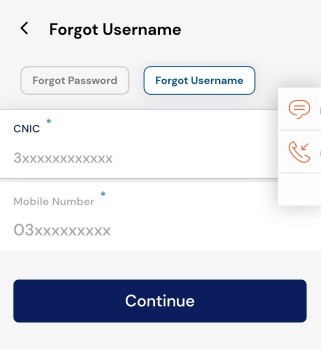 Forgot Username
Forgot Password
Forgot Username
CNIC *
3xxxxxxxxxxxx
Mobile Number *
03xxxxxxxxx
Continue